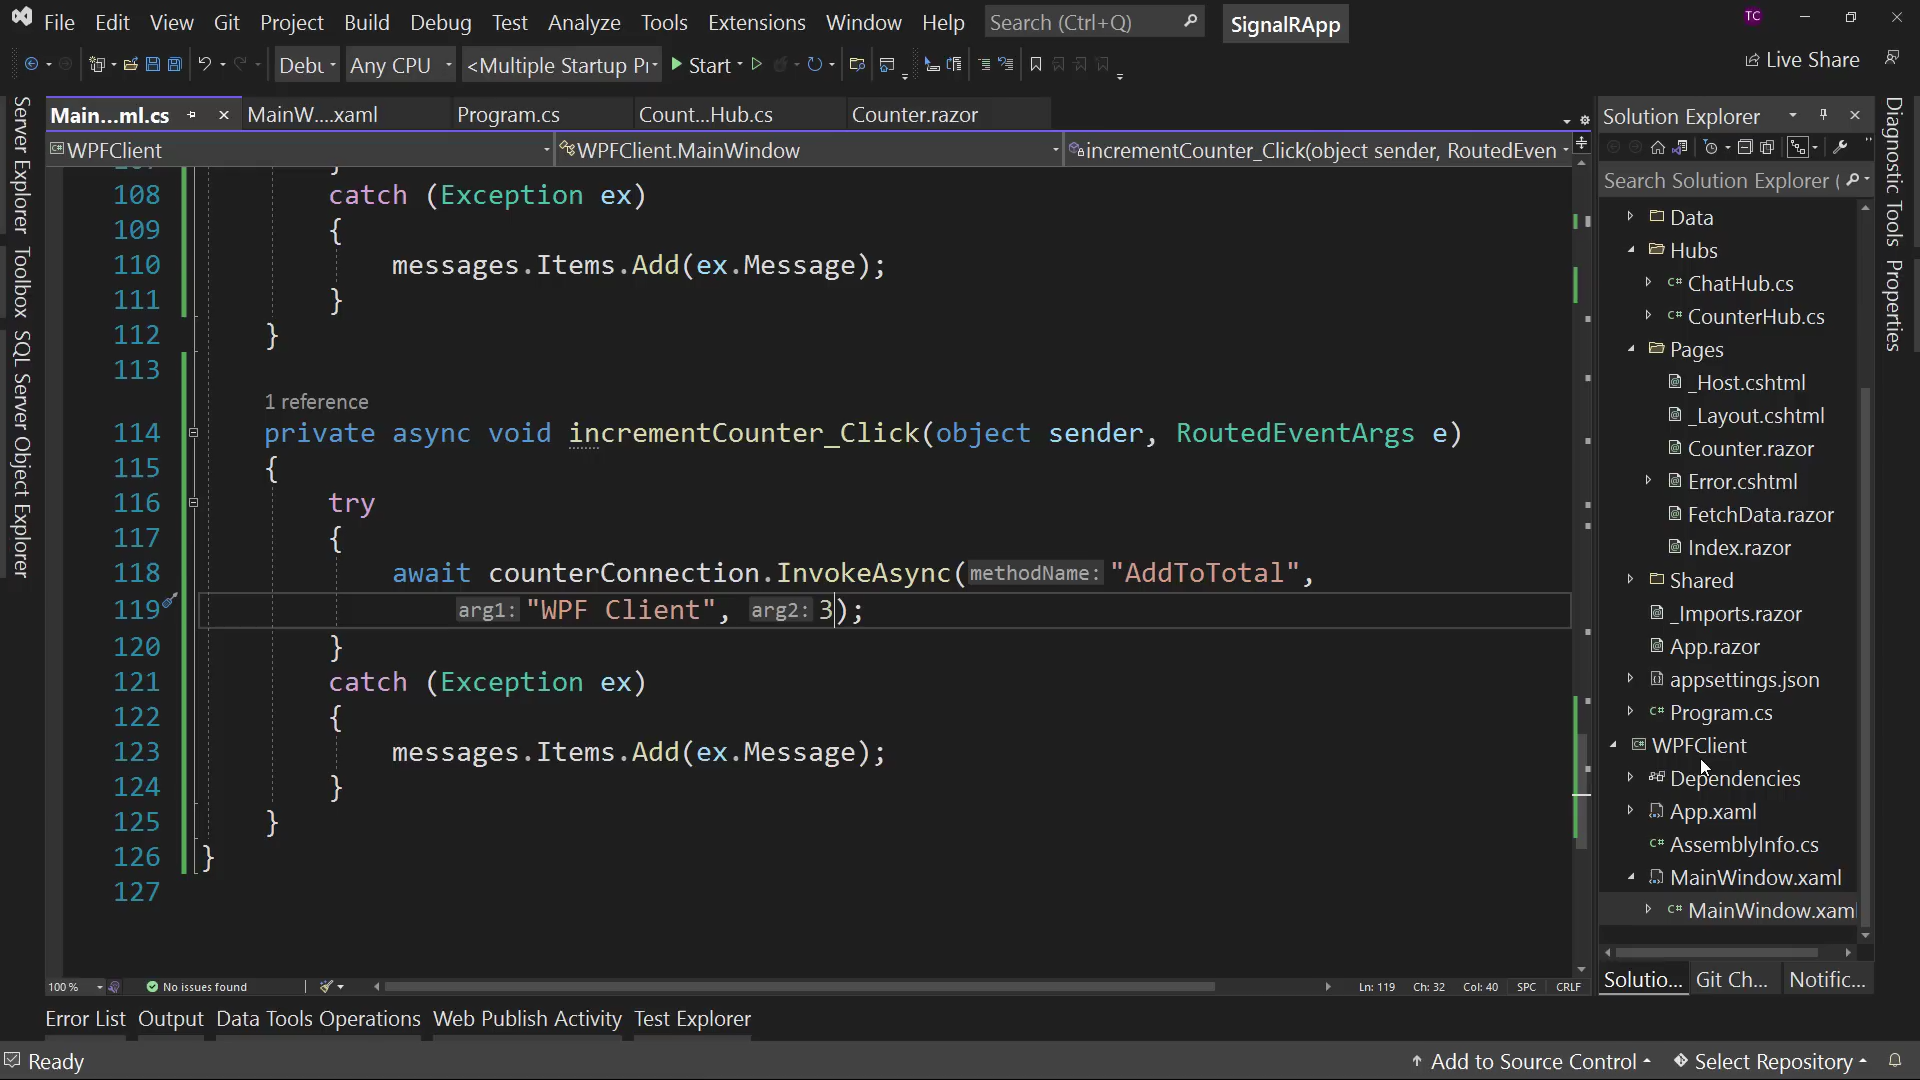 File Edit View Git Project Build Debug Test Analyze Tools Extensions Window Help Search (Ctrl+Q) SignalRApp TC
Debu Any CPU <Multiple Startup P Start Live Share
Main...ml.cs MainW....xaml Program.cs Count...Hub.cs Counter.razor
WPFClient WPFClient.MainWindow incrementCounter_Click(object sender, RoutedEven
108 catch (Exception ex)
109 {
110 messages.Items.Add(ex.Message);
111 }
112 }
113
1 reference
114 private async void incrementCounter_Click(object sender, RoutedEventArgs e)
115 {
116 try
117 {
118 await counterConnection.InvokeAsync(methodName: "AddToTotal",
119 arg1: "WPF Client", arg2: 3);
120 }
121 catch (Exception ex)
122 {
123 messages.Items.Add(ex.Message);
124 }
125 }
126 }
127
100 % No issues found Ln: 119 Ch: 32 Col: 40 SPC CRLF
Server Explorer
Toolbox
SQL Server Object Explorer
Solution Explorer
Search Solution Explorer (
Data
Hubs
C# ChatHub.cs
C# CounterHub.cs
Pages
_Host.cshtml
_Layout.cshtml
Counter.razor
Error.cshtml
FetchData.razor
Index.razor
Shared
_Imports.razor
App.razor
appsettings.json
C# Program.cs
WPFClient
Dependencies
App.xaml
C# AssemblyInfo.cs
MainWindow.xaml
C# MainWindow.xam
Solutio... Git Ch... Notific...
Diagnostic Tools
Properties
Error List Output Data Tools Operations Web Publish Activity Test Explorer
Ready Add to Source Control Select Repository